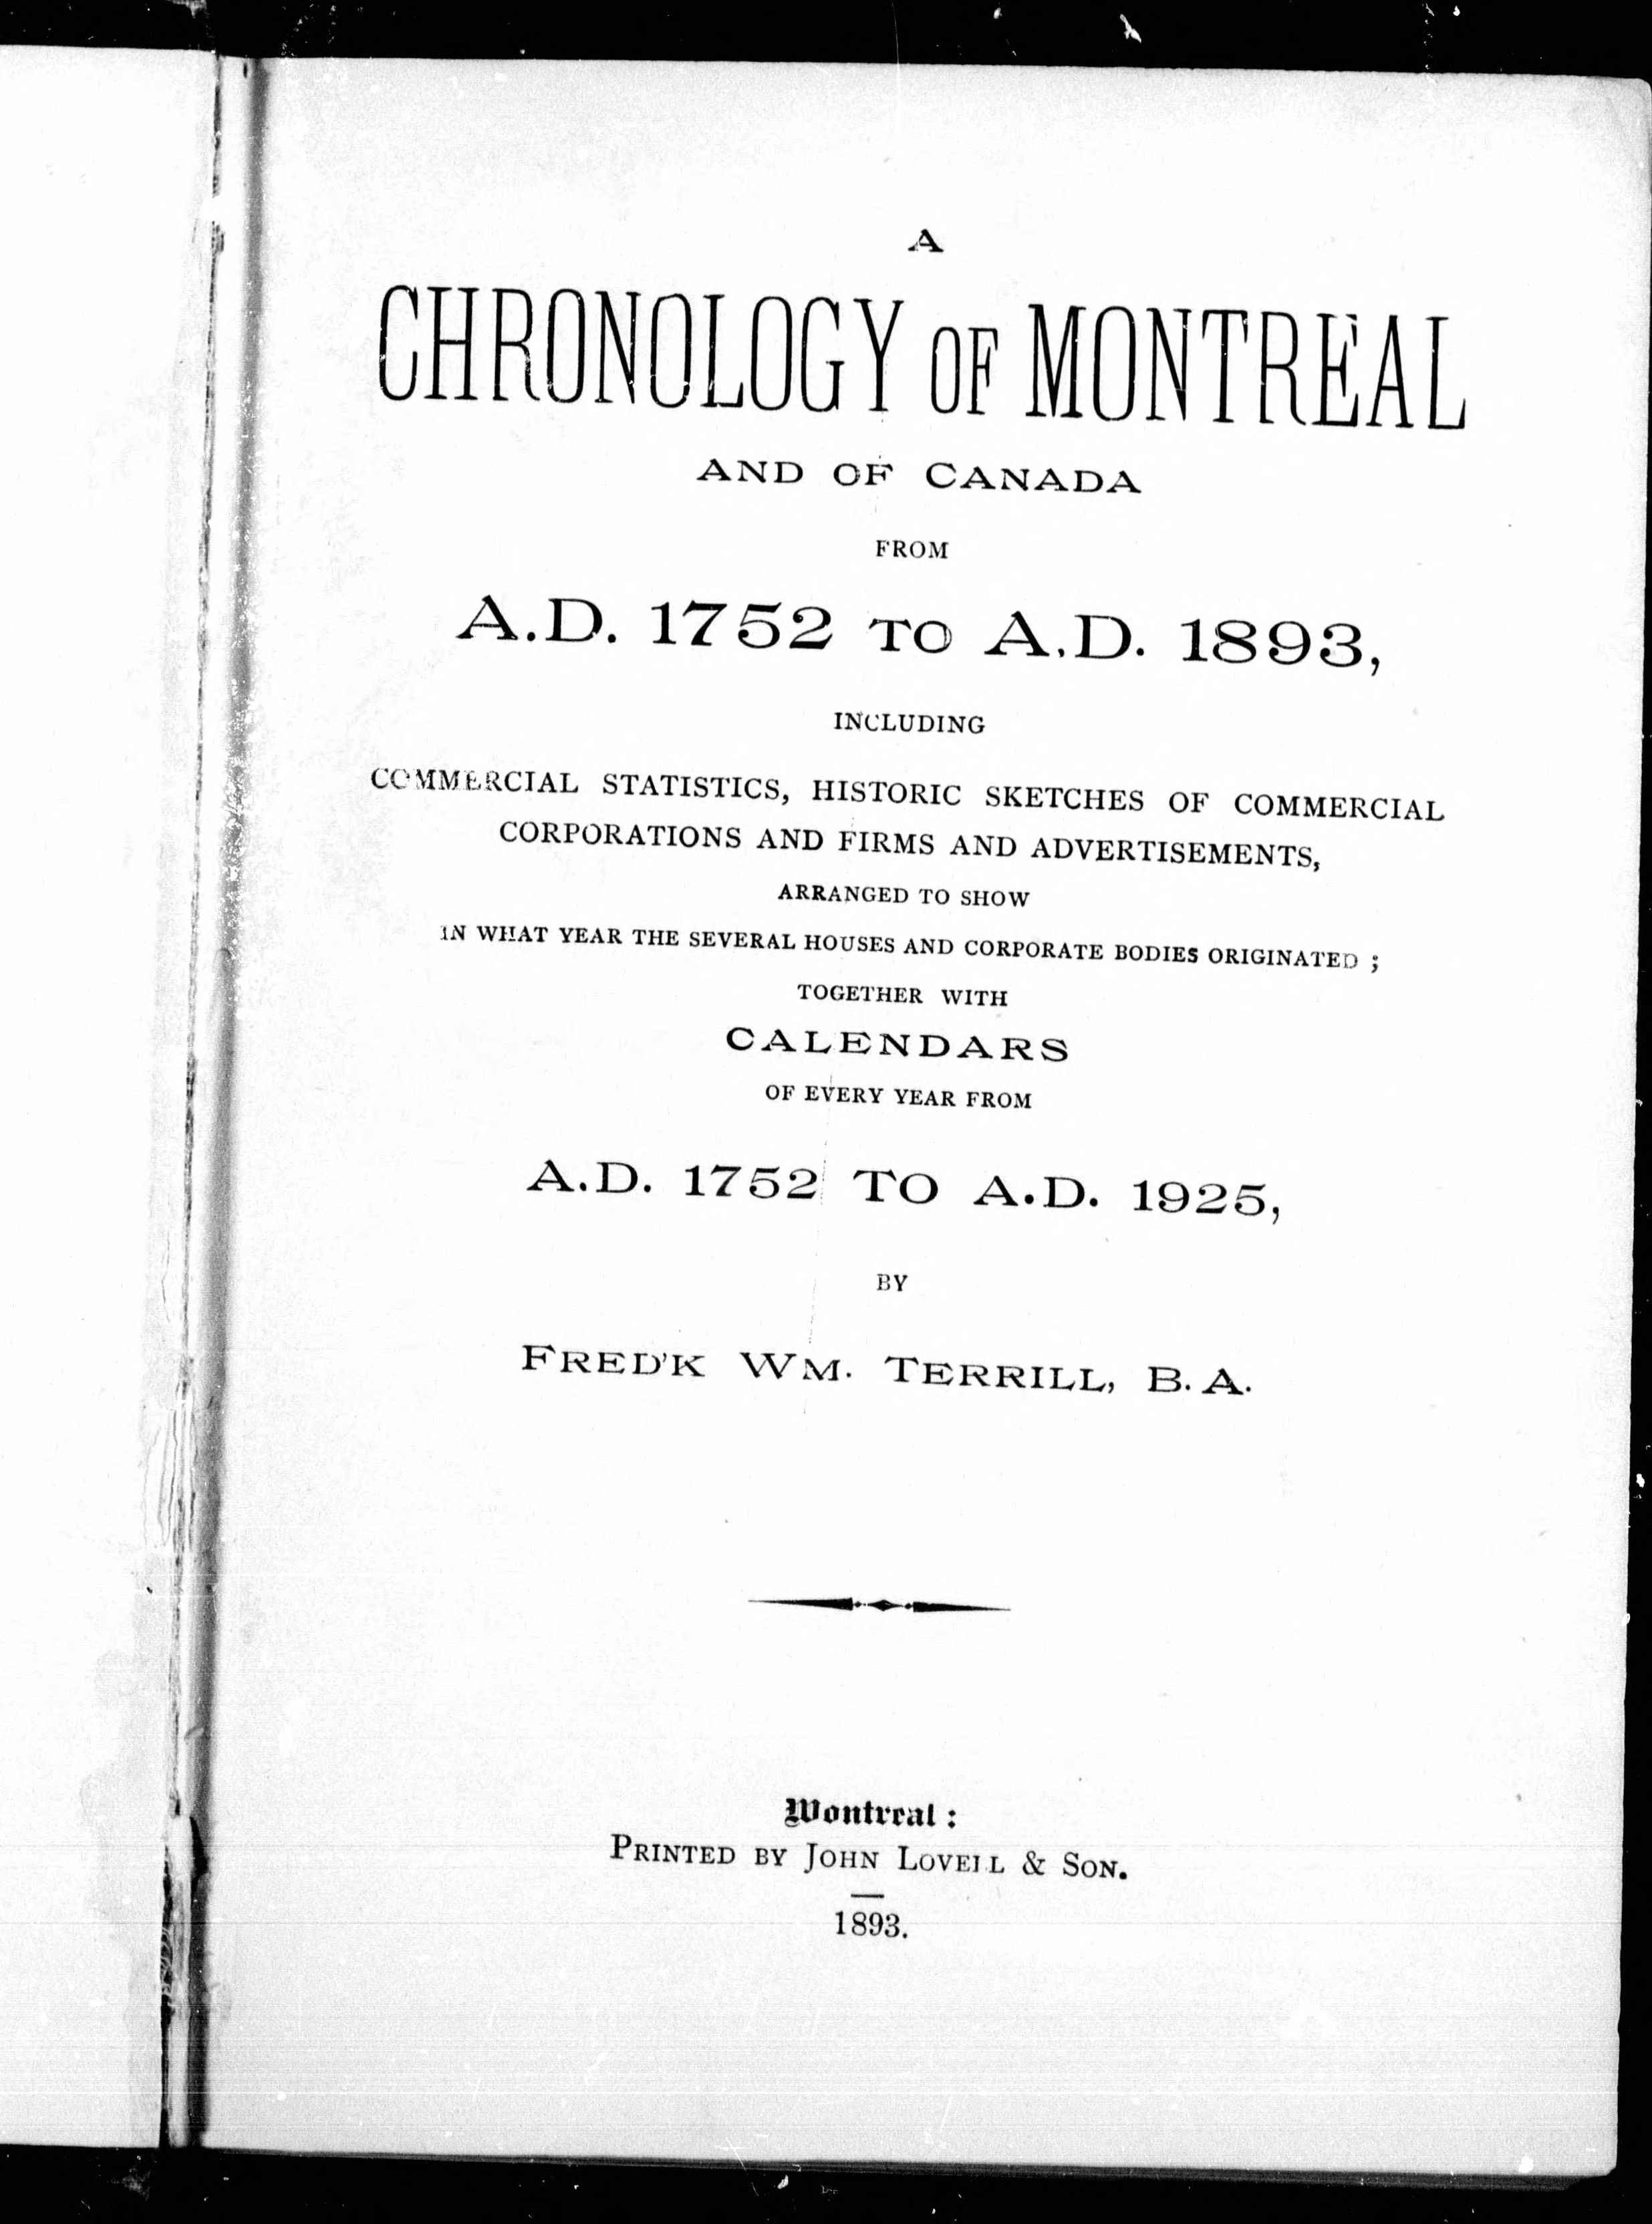 A
CHRONOLOGY OF MONTREAL
AND OF CANADA
FROM
A.D. 1752 TO A.D. 1893,
INCLUDING
COMMERCIAL STATISTICS, HISTORIC SKETCHES OF COMMERCIAL
CORPORATIONS AND FIRMS AND ADVERTISEMENTS,
ARRANGED TO SHOW
IN WHAT YEAR THE SEVERAL HOUSES AND CORPORATE BODIES ORIGINATED ;
TOGETHER WITH
CALENDARS
OF EVERY YEAR FROM
A.D. 1752 TO A.D. 1925,
BY
FRED'K WM. TERRILL, B. A.
Montreal :
PRINTED BY JOHN LOVELL & SON.
1893.